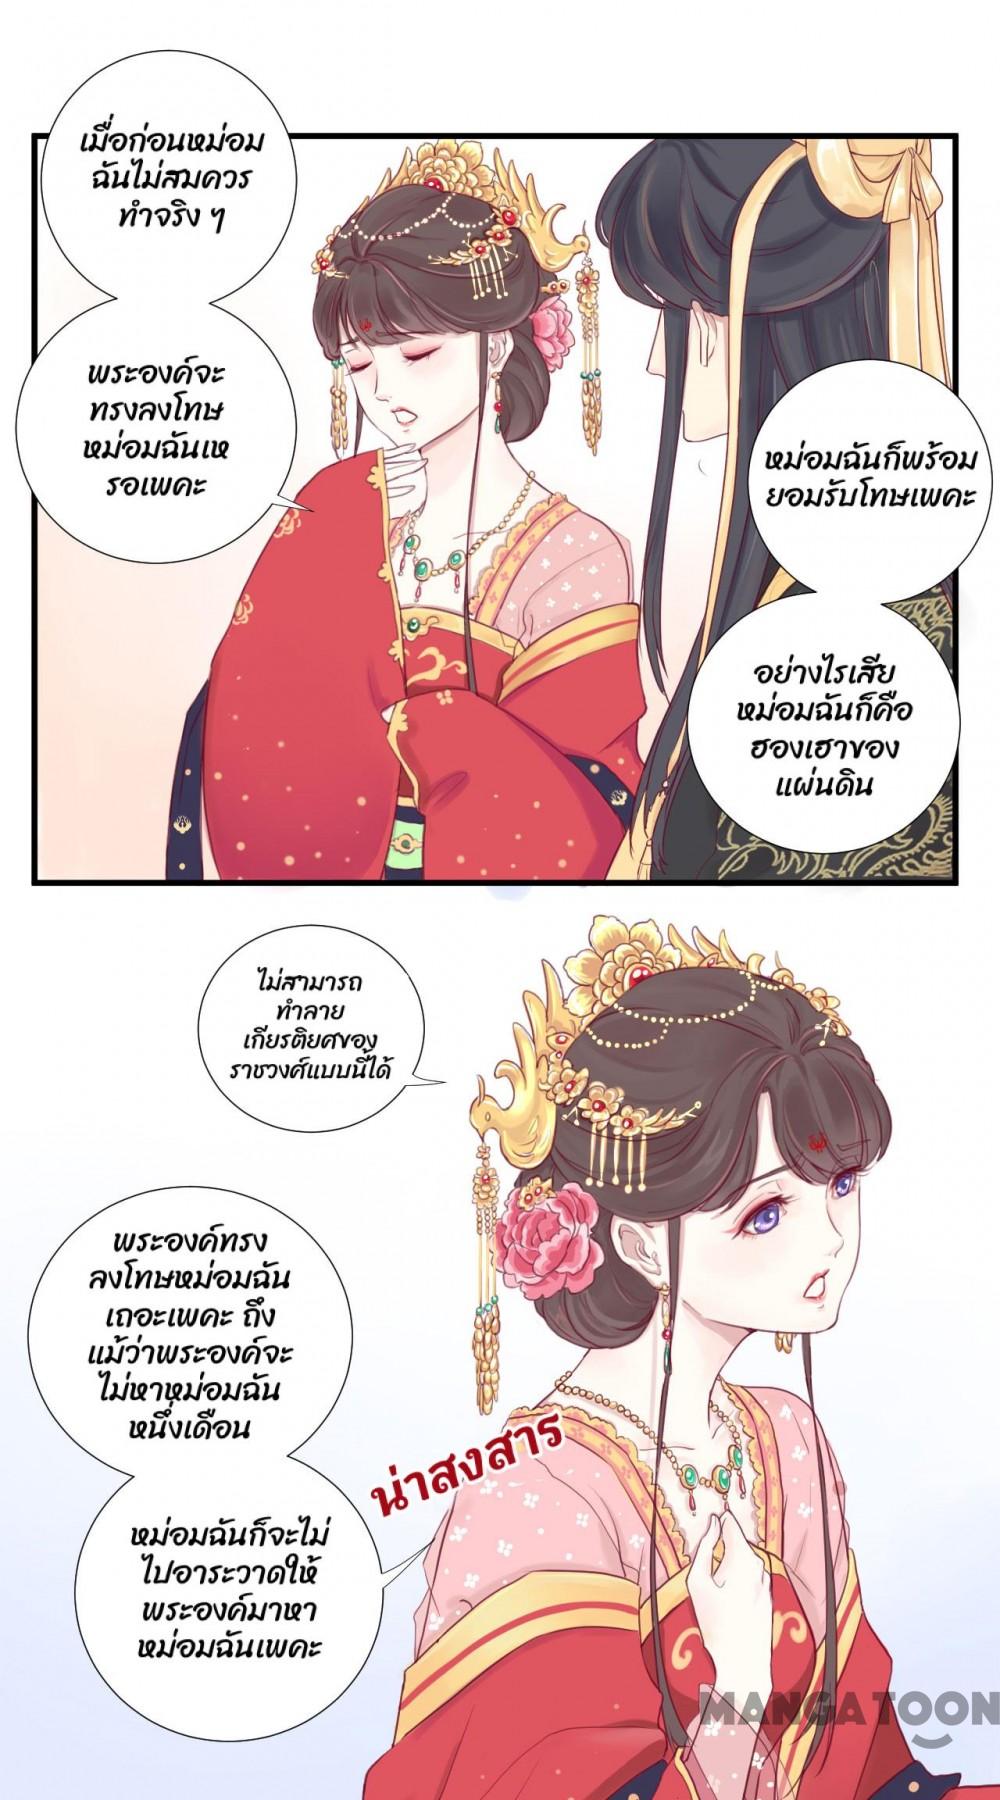 เมื่อก่อนหม่อม
ฉันไม่สมควร
ทำจริง ๆ
พระองค์จะ
ทรงลงโทษ
หม่อมฉันเห
รอเพคะ
หม่อมฉันก็พร้อม
ยอมรับโทษเพคะ
อย่างไรเสีย
หม่อมฉันก็คือ
ฮองเฮาของ
แผ่นดิน
ไม่สามารถ
ทำลาย
เกียรติยศของ
ราชวงศ์แบบนี้ได้
พระองค์ทรง
ลงโทษหม่อมฉัน
เถอะเพคะ ถึง
แม้ว่าพระองค์จะ
ไม่หาหม่อมฉัน
หนึ่งเดือน
น่าสงสาร
หม่อมฉันก็จะไม่
ไปอาระวาดให้
พระองค์มาหา
หม่อมฉันเพคะ
MANGATOON